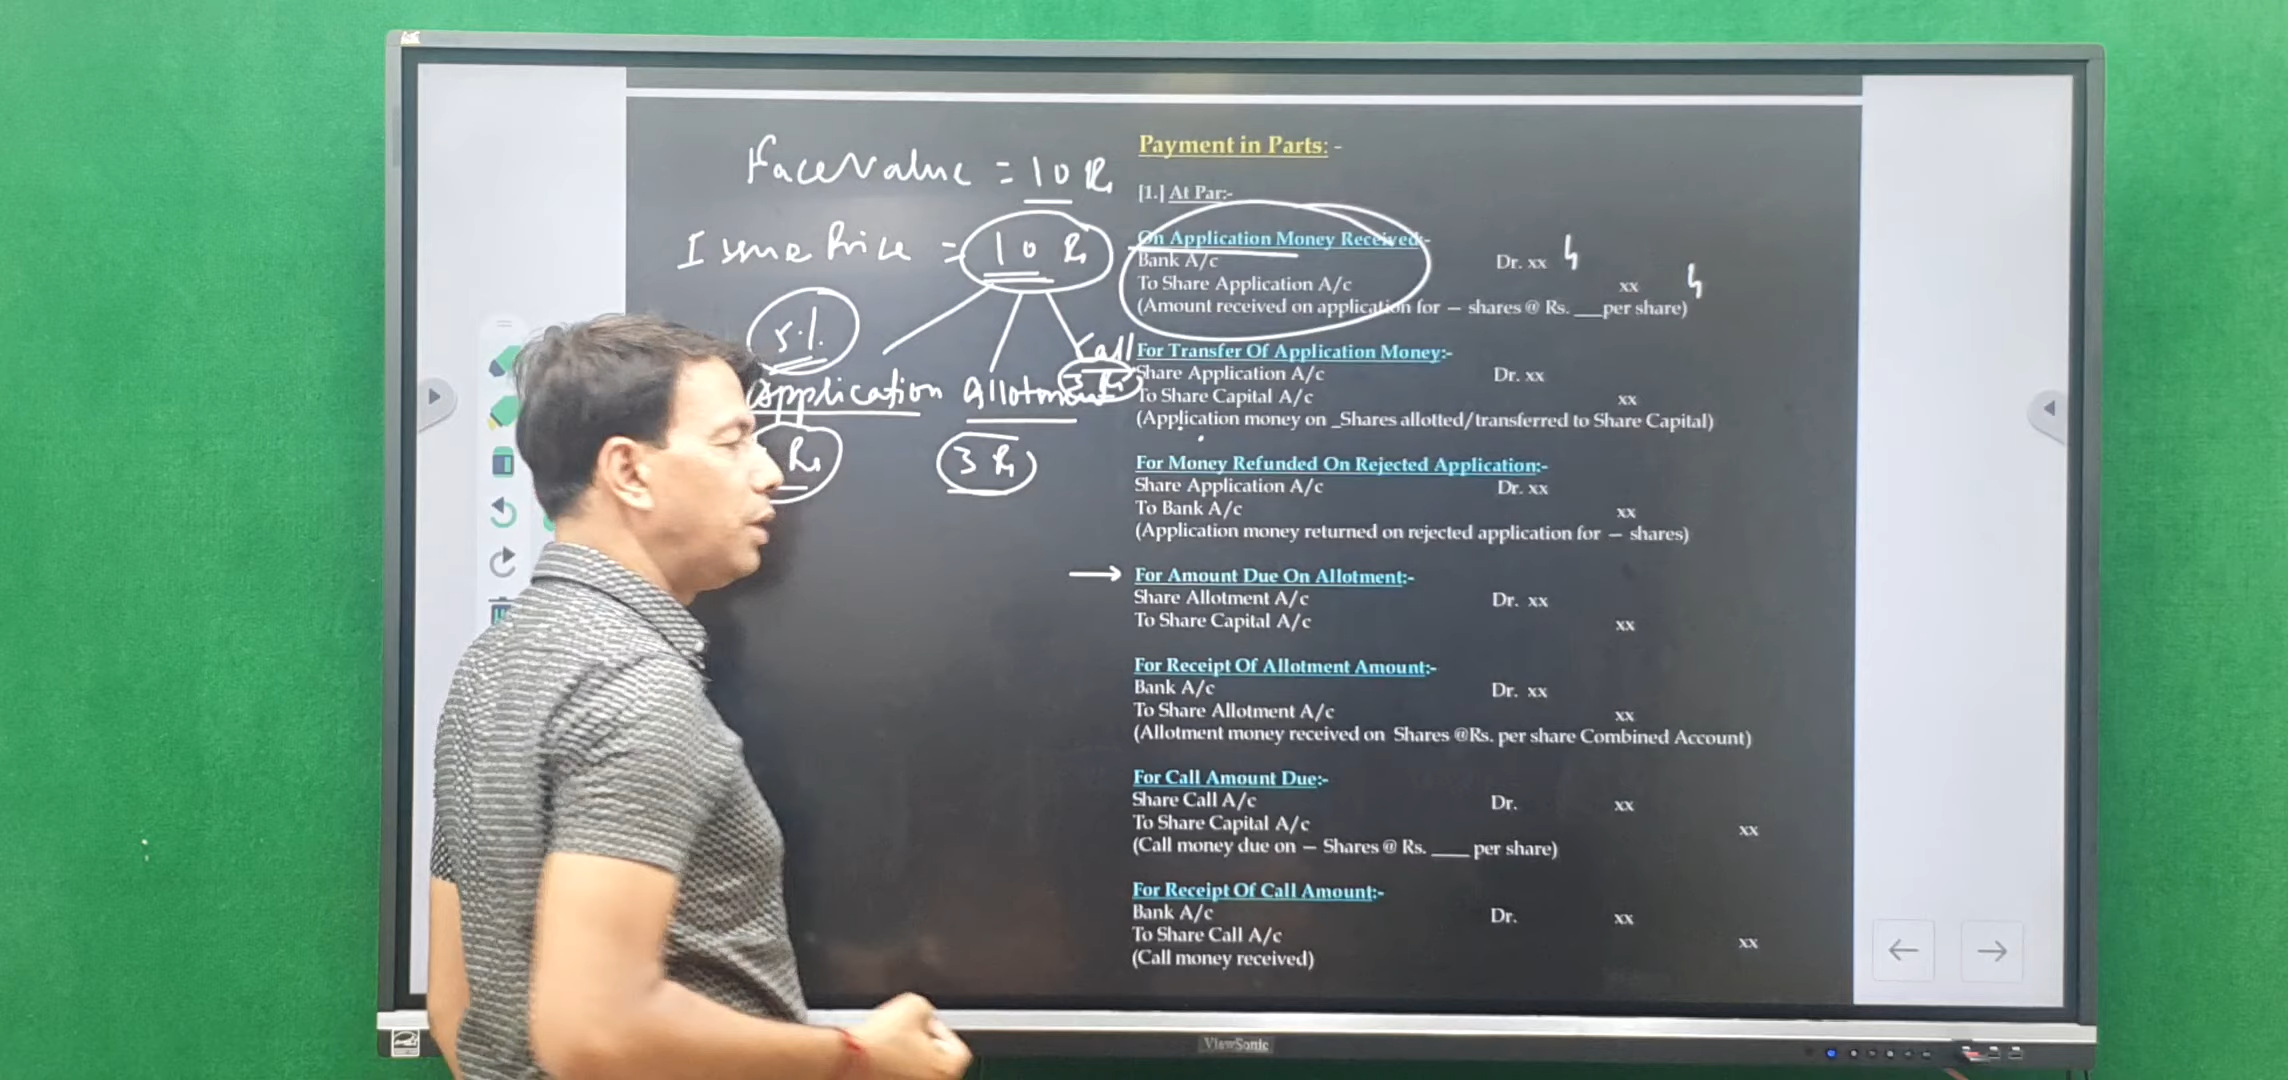 Face Value = 10 Rs
Issue Price = 10 Rs
5%
Application Allotment
Call
3 Rs
Rs
3 Rs
Payment in Parts: -
[1.] At Par:-
On Application Money Received:-
Bank A/c Dr. xx 4
To Share Application A/c xx 4
(Amount received on application for – shares @ Rs. ___per share)
For Transfer Of Application Money:-
Share Application A/c Dr. xx
To Share Capital A/c xx
(Application money on _Shares allotted/transferred to Share Capital)
For Money Refunded On Rejected Application:-
Share Application A/c Dr. xx
To Bank A/c xx
(Application money returned on rejected application for – shares)
→ For Amount Due On Allotment:-
Share Allotment A/c Dr. xx
To Share Capital A/c xx
For Receipt Of Allotment Amount:-
Bank A/c Dr. xx
To Share Allotment A/c xx
(Allotment money received on Shares @Rs. per share Combined Account)
For Call Amount Due:-
Share Call A/c Dr. xx
To Share Capital A/c xx
(Call money due on – Shares @ Rs. ____ per share)
For Receipt Of Call Amount:-
Bank A/c Dr. xx
To Share Call A/c xx
(Call money received)
ViewSonic